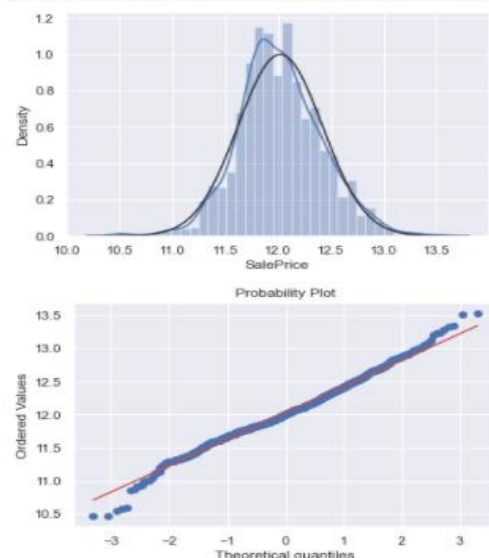 1.2
1.0
0.8
0.6
0.4
0.2
0.0
Density
10.0 10.5 11.0 11.5 12.0 12.5 13.0 13.5
SalePrice
Probability Plot
13.5
13.0
12.5
12.0
11.5
11.0
10.5
Ordered Values
−3 −2 −1 0 1 2 3
Theoretical quantiles